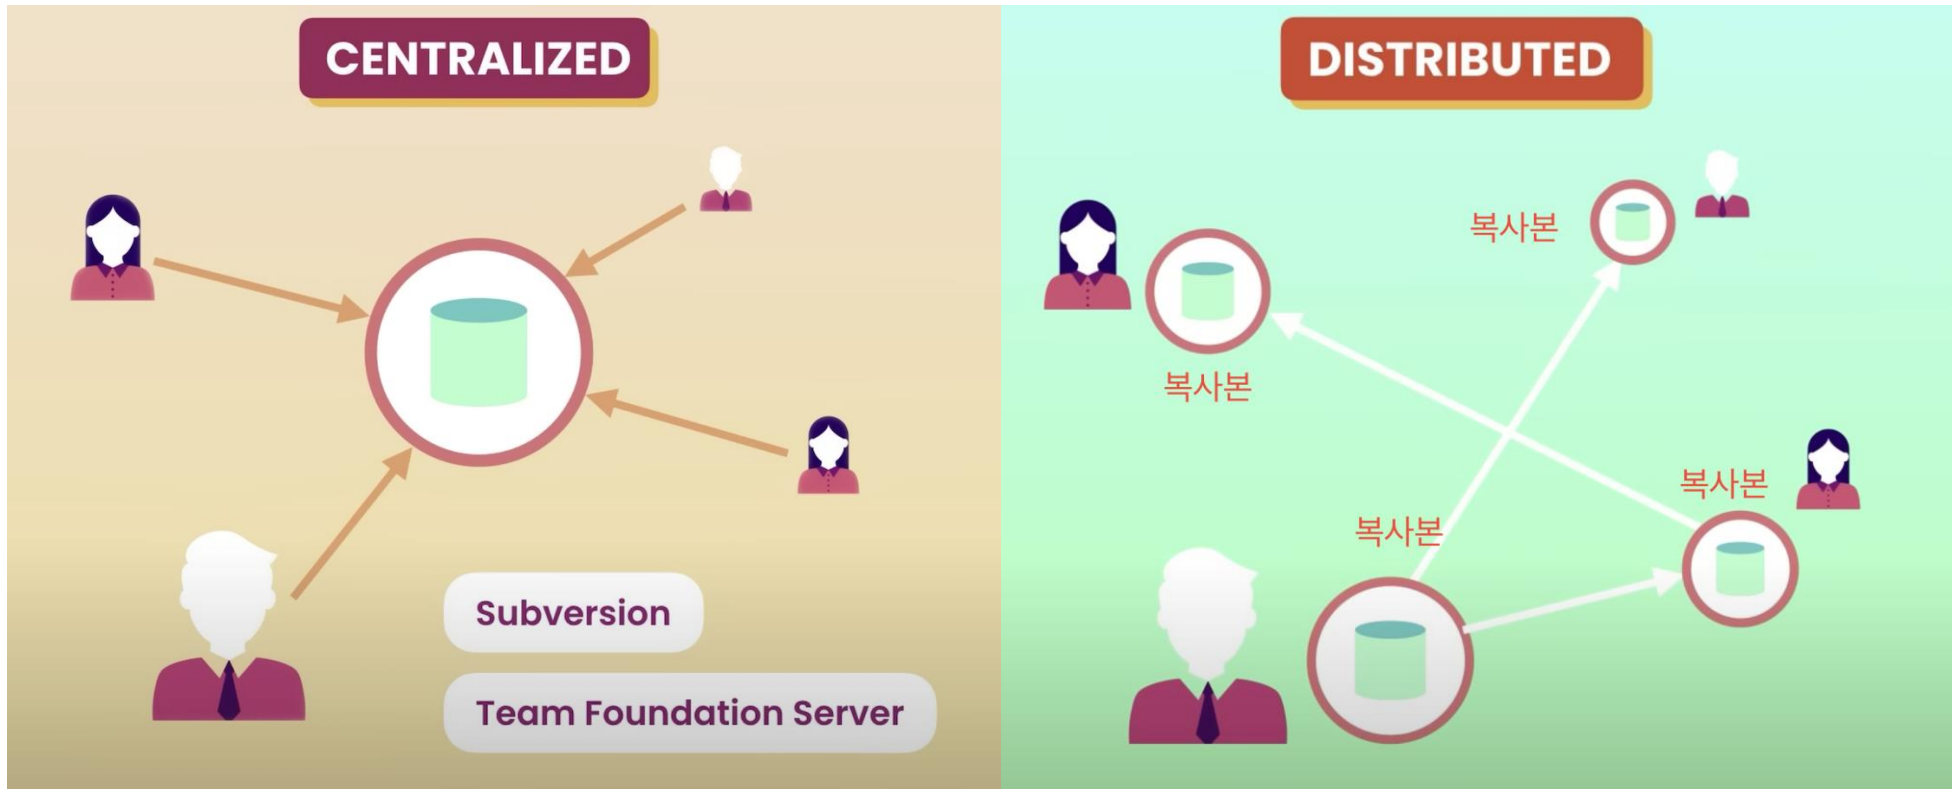 CENTRALIZED
Subversion
Team Foundation Server
DISTRIBUTED
복사본
복사본
복사본
복사본